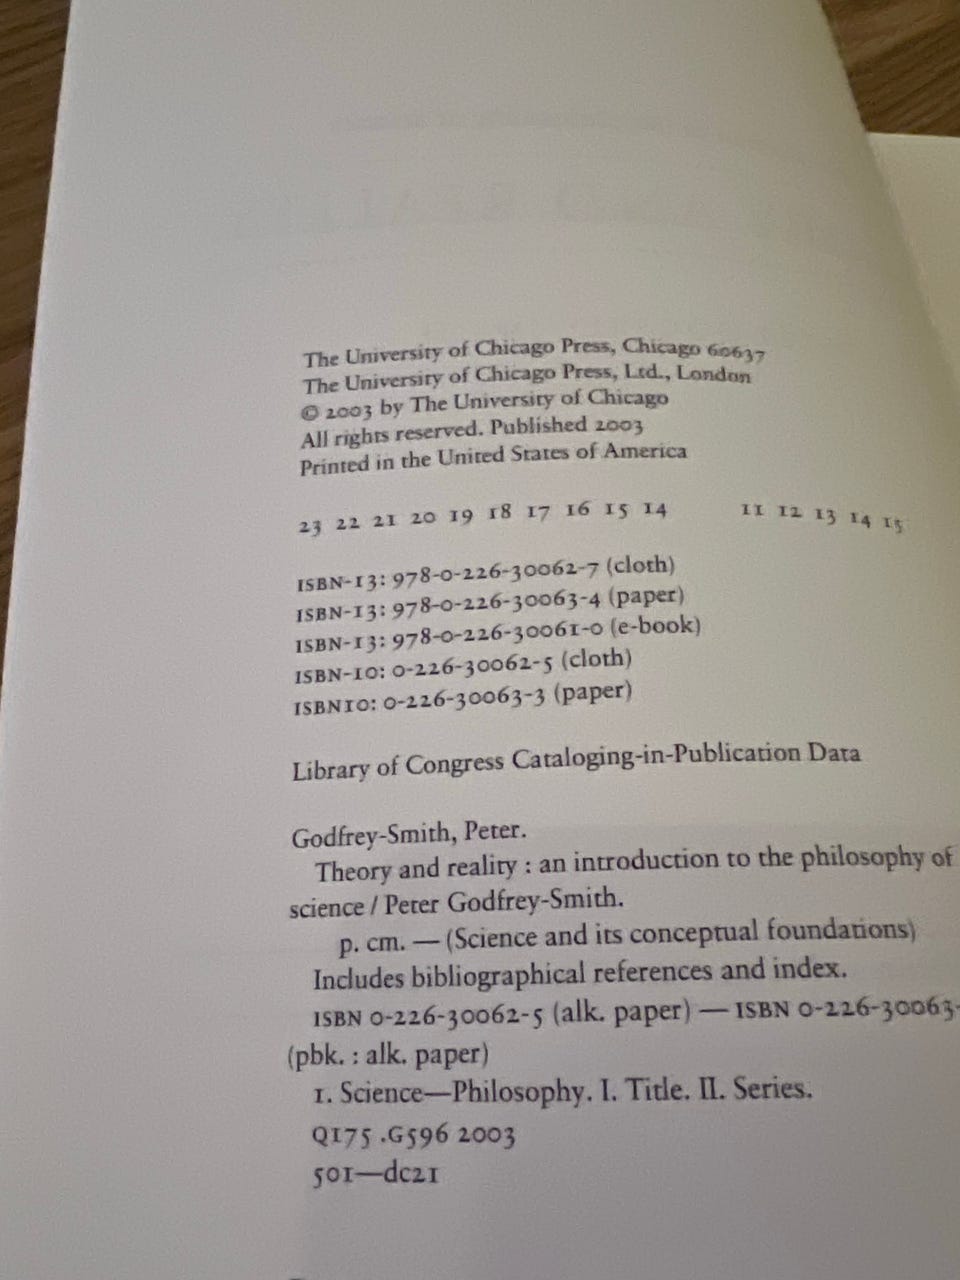 The University of Chicago Press, Chicago 60637
The University of Chicago Press, Ltd., London
© 2003 by The University of Chicago
All rights reserved. Published 2003
Printed in the United States of America
23 22 21 20 19 18 17 16 15 14 11 12 13 14 15
ISBN-13: 978-0-226-30062-7 (cloth)
ISBN-13: 978-0-226-30063-4 (paper)
ISBN-13: 978-0-226-30061-0 (e-book)
ISBN-10: 0-226-30062-5 (cloth)
ISBN10: 0-226-30063-3 (paper)
Library of Congress Cataloging-in-Publication Data
Godfrey-Smith, Peter.
Theory and reality : an introduction to the philosophy of
science / Peter Godfrey-Smith.
p. cm. — (Science and its conceptual foundations)
Includes bibliographical references and index.
ISBN 0-226-30062-5 (alk. paper) — ISBN 0-226-30063-
(pbk. : alk. paper)
1. Science—Philosophy. I. Title. II. Series.
Q175 .G596 2003
501—dc21